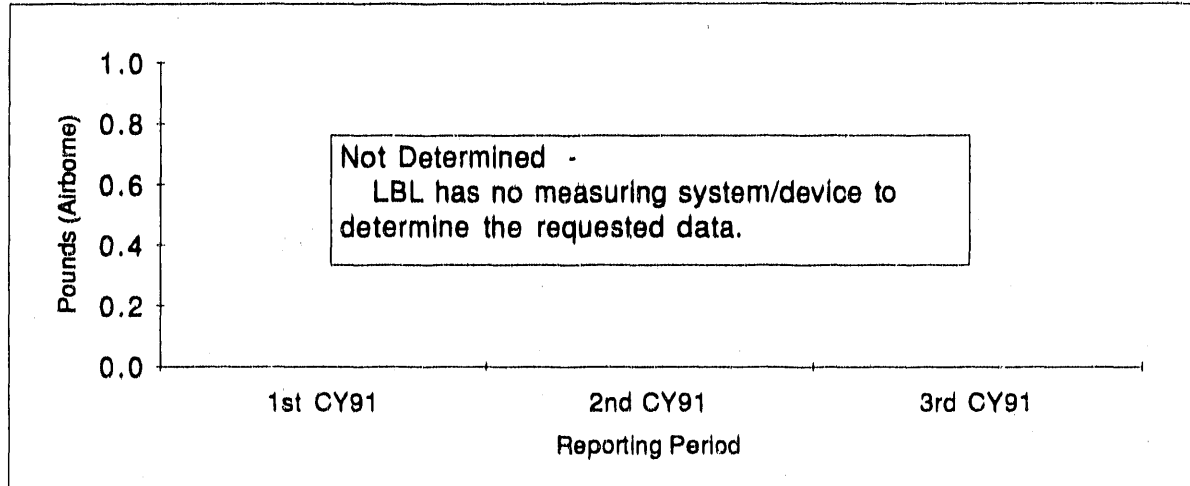 1.0
0.8
0.6
0.4
0.2
0.0
Pounds (Airborne)
Not Determined -
LBL has no measuring system/device to
determine the requested data.
1st CY91
2nd CY91
3rd CY91
Reporting Period